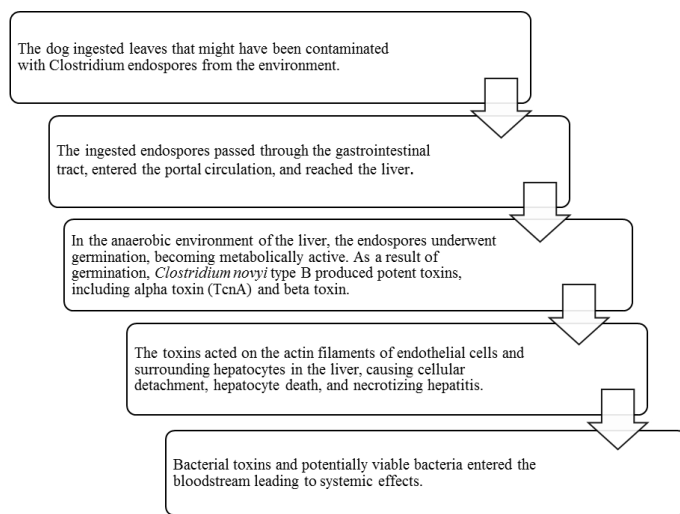 The dog ingested leaves that might have been contaminated
with Clostridium endospores from the environment.
The ingested endospores passed through the gastrointestinal
tract, entered the portal circulation, and reached the liver.
In the anaerobic environment of the liver, the endospores underwent
germination, becoming metabolically active. As a result of
germination, Clostridium novyi type B produced potent toxins,
including alpha toxin (TcnA) and beta toxin.
The toxins acted on the actin filaments of endothelial cells and
surrounding hepatocytes in the liver, causing cellular
detachment, hepatocyte death, and necrotizing hepatitis.
Bacterial toxins and potentially viable bacteria entered the
bloodstream leading to systemic effects.